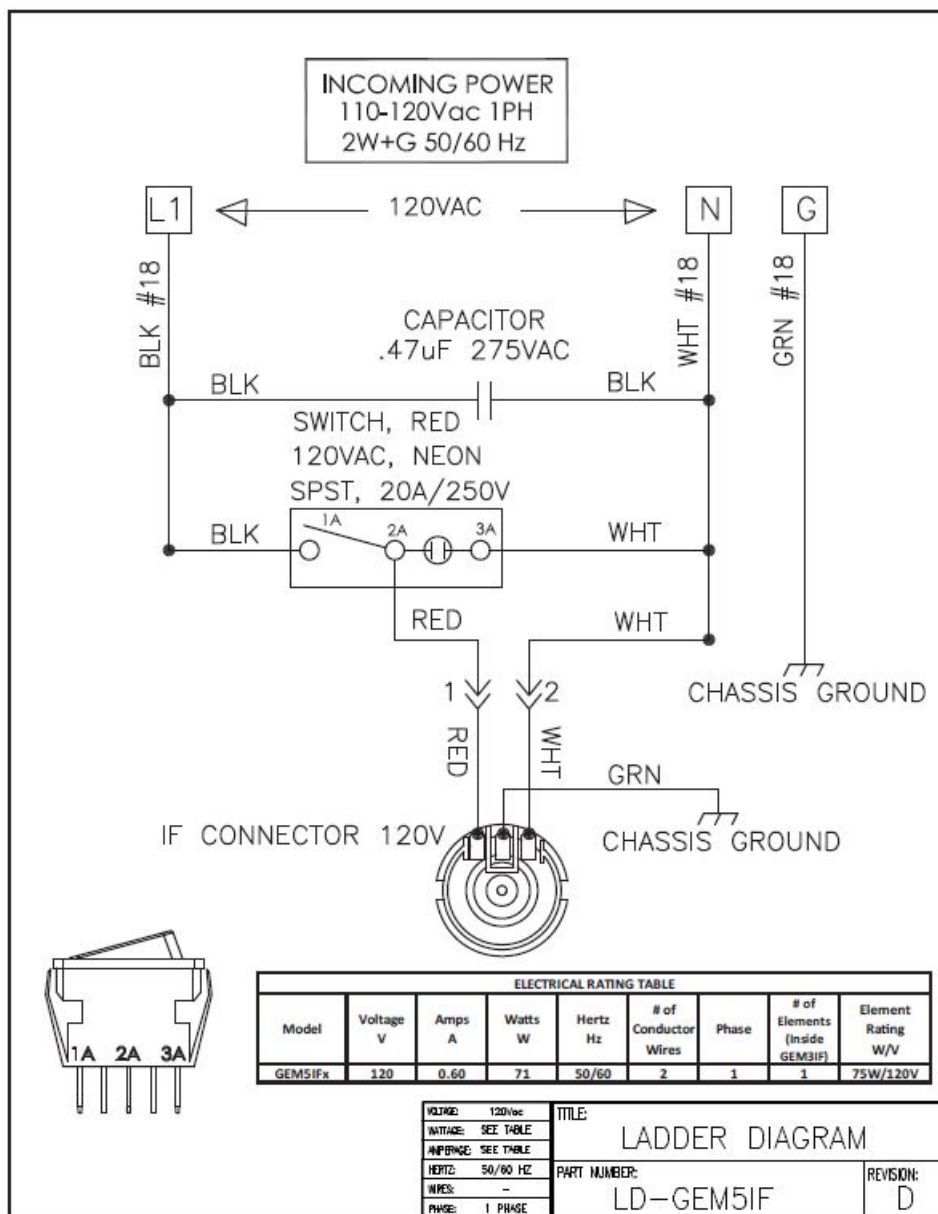 INCOMING POWER
110-120Vac 1PH
2W+G 50/60 Hz
L1
120VAC
N
G
BLK #18
WHT #18
GRN #18
CAPACITOR
.47uF 275VAC
BLK
BLK
SWITCH, RED
120VAC, NEON
SPST, 20A/250V
1A
2A
3A
BLK
WHT
RED
WHT
CHASSIS GROUND
1
2
RED
WHT
GRN
IF CONNECTOR 120V
CHASSIS GROUND
1A 2A 3A
ELECTRICAL RATING TABLE
Model
Voltage
V
Amps
A
Watts
W
Hertz
Hz
# of
Conductor
Wires
Phase
# of
Elements
(Inside
GEM3IF)
Element
Rating
W/V
GEM5IFx 120 0.60 71 50/60 2 1 1 75W/120V
VOLTAGE: 120Vac
WATTAGE: SEE TABLE
AMPERAGE: SEE TABLE
HERTZ: 50/60 HZ
WIRES: -
PHASE: 1 PHASE
TITLE:
LADDER DIAGRAM
PART NUMBER:
LD-GEM5IF
REVISION:
D